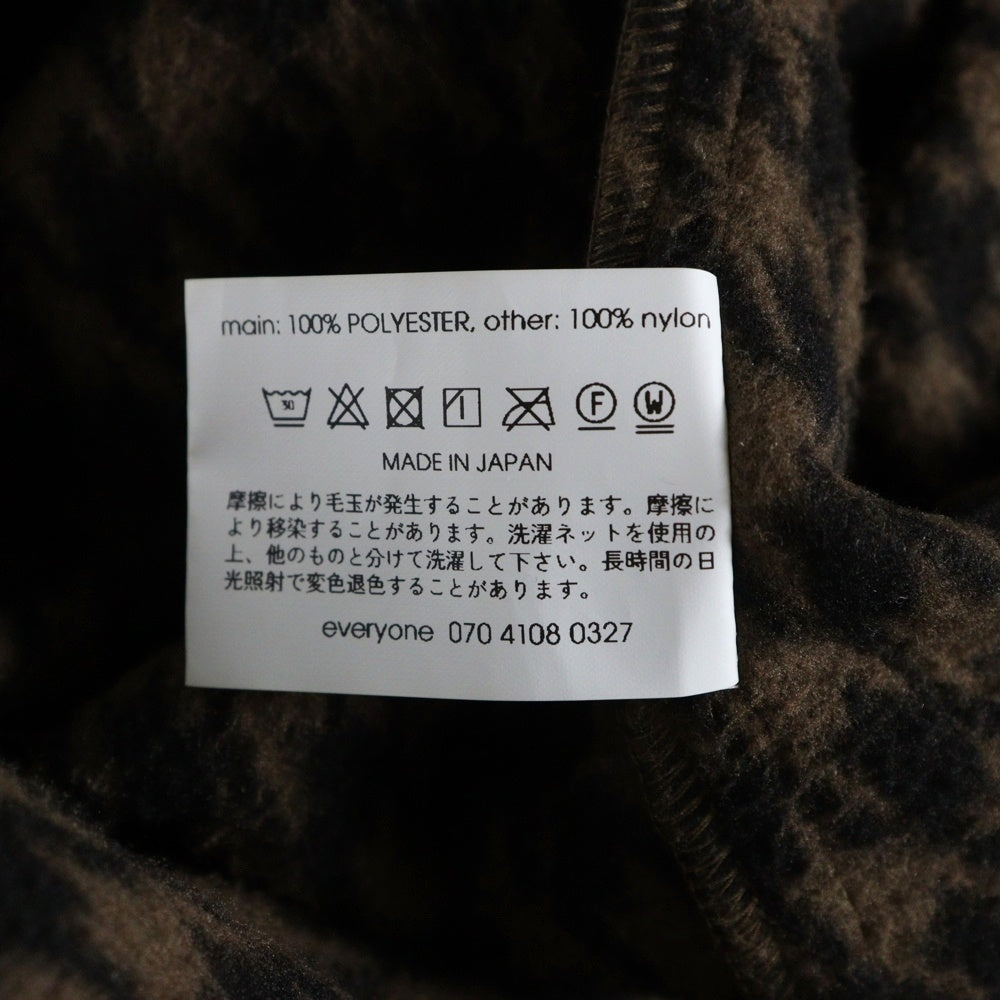 main: 100% POLYESTER, other: 100% nylon
30
F W
MADE IN JAPAN
摩擦により毛玉が発生することがあります。摩擦に
より移染することがあります。洗濯ネットを使用の
上、他のものと分けて洗濯して下さい。長時間の日
光照射で変色退色することがあります。
everyone 070 4108 0327